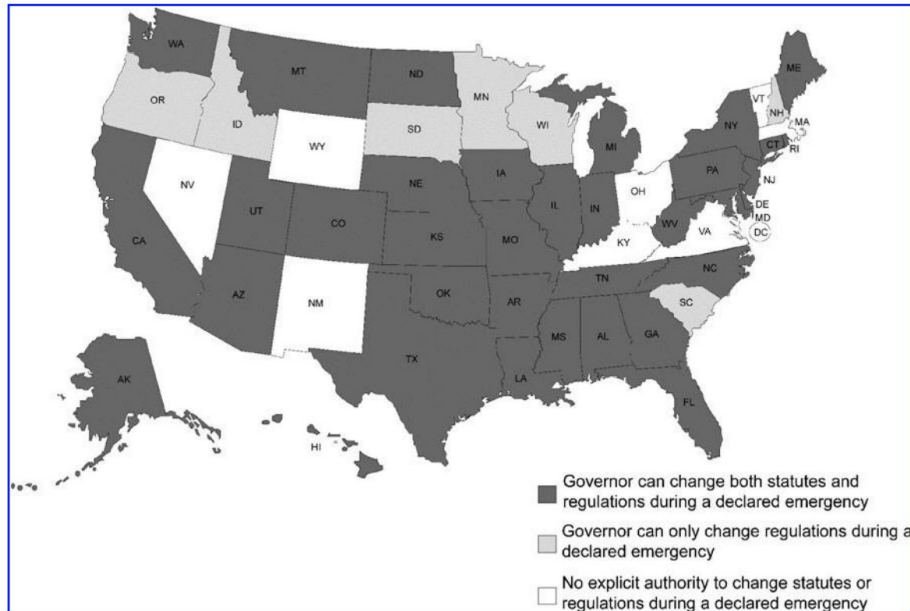 WA
MT
ND
MN
ME
OR
ID
SD
WI
VT
NH
MA
WY
MI
NY
CT
RI
NV
NE
IA
PA
NJ
UT
CO
IL
IN
OH
DE
MD
CA
KS
MO
WV
VA
DC
KY
AZ
NM
OK
AR
TN
NC
SC
TX
MS
AL
GA
LA
AK
FL
HI
Governor can change both statutes and
regulations during a declared emergency
Governor can only change regulations during a
declared emergency
No explicit authority to change statutes or
regulations during a declared emergency